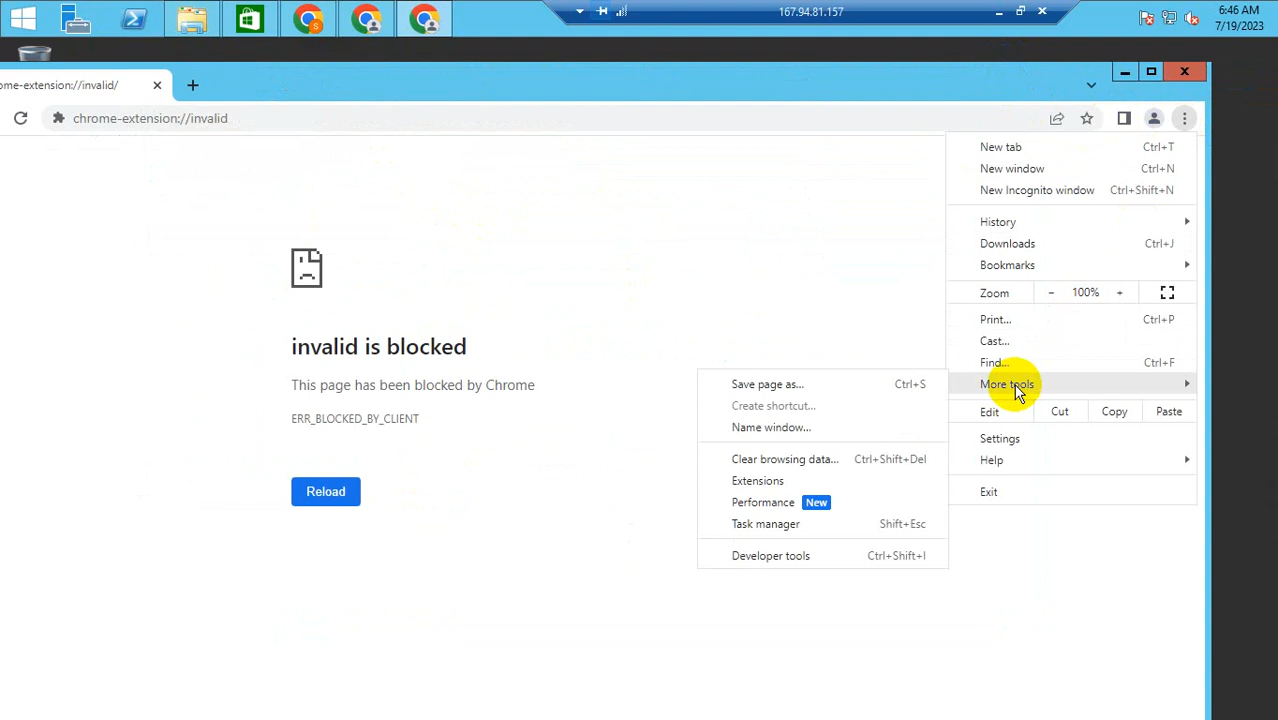 167.94.81.157
6:46 AM
7/19/2023
ome-extension://invalid/
chrome-extension://invalid
New tab Ctrl+T
New window Ctrl+N
New Incognito window Ctrl+Shift+N
History
Downloads Ctrl+J
Bookmarks
Zoom − 100% +
Print... Ctrl+P
Cast...
Find... Ctrl+F
More tools
Edit Cut Copy Paste
Settings
Help
Exit
Save page as... Ctrl+S
Create shortcut...
Name window...
Clear browsing data... Ctrl+Shift+Del
Extensions
Performance New
Task manager Shift+Esc
Developer tools Ctrl+Shift+I
invalid is blocked
This page has been blocked by Chrome
ERR_BLOCKED_BY_CLIENT
Reload